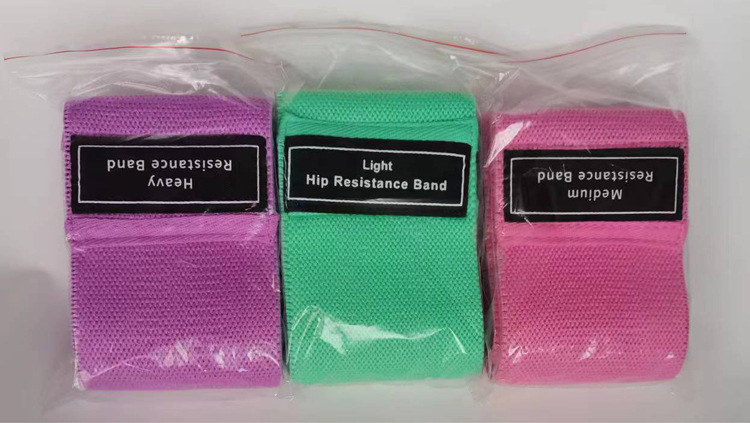 Heavy
Resistance Band
Light
Hip Resistance Band
Medium
Resistance Band